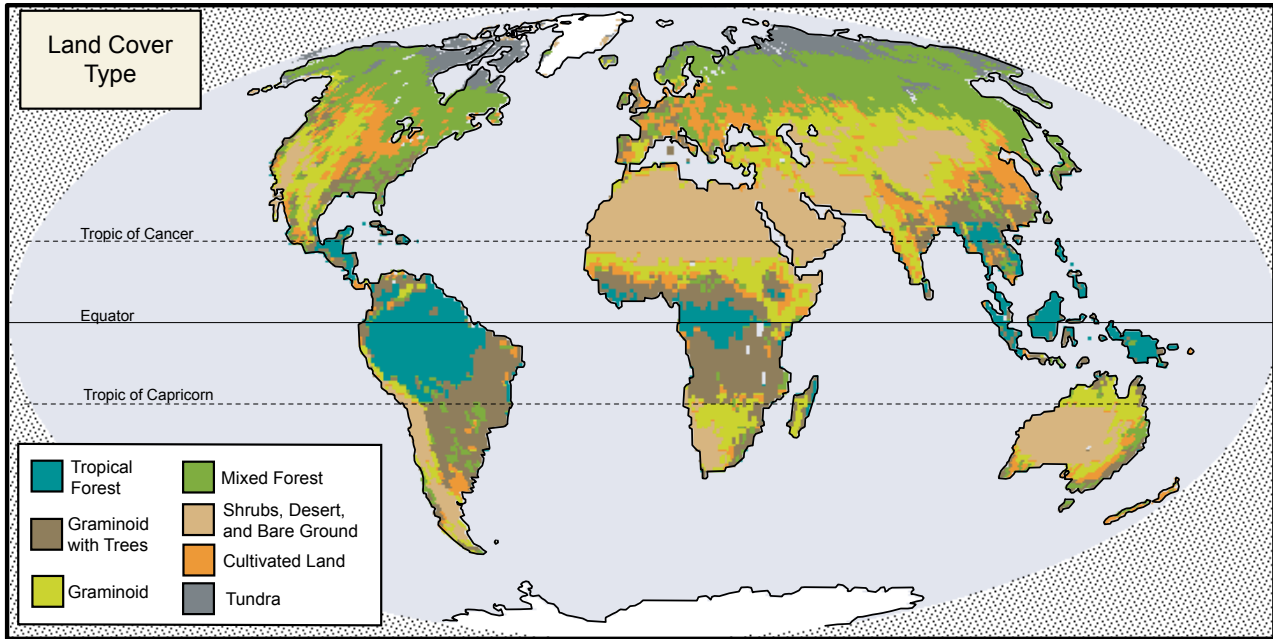 Land Cover
Type
Tropic of Cancer
Equator
Tropic of Capricorn
Tropical
Forest
Graminoid
with Trees
Graminoid
Mixed Forest
Shrubs, Desert,
and Bare Ground
Cultivated Land
Tundra